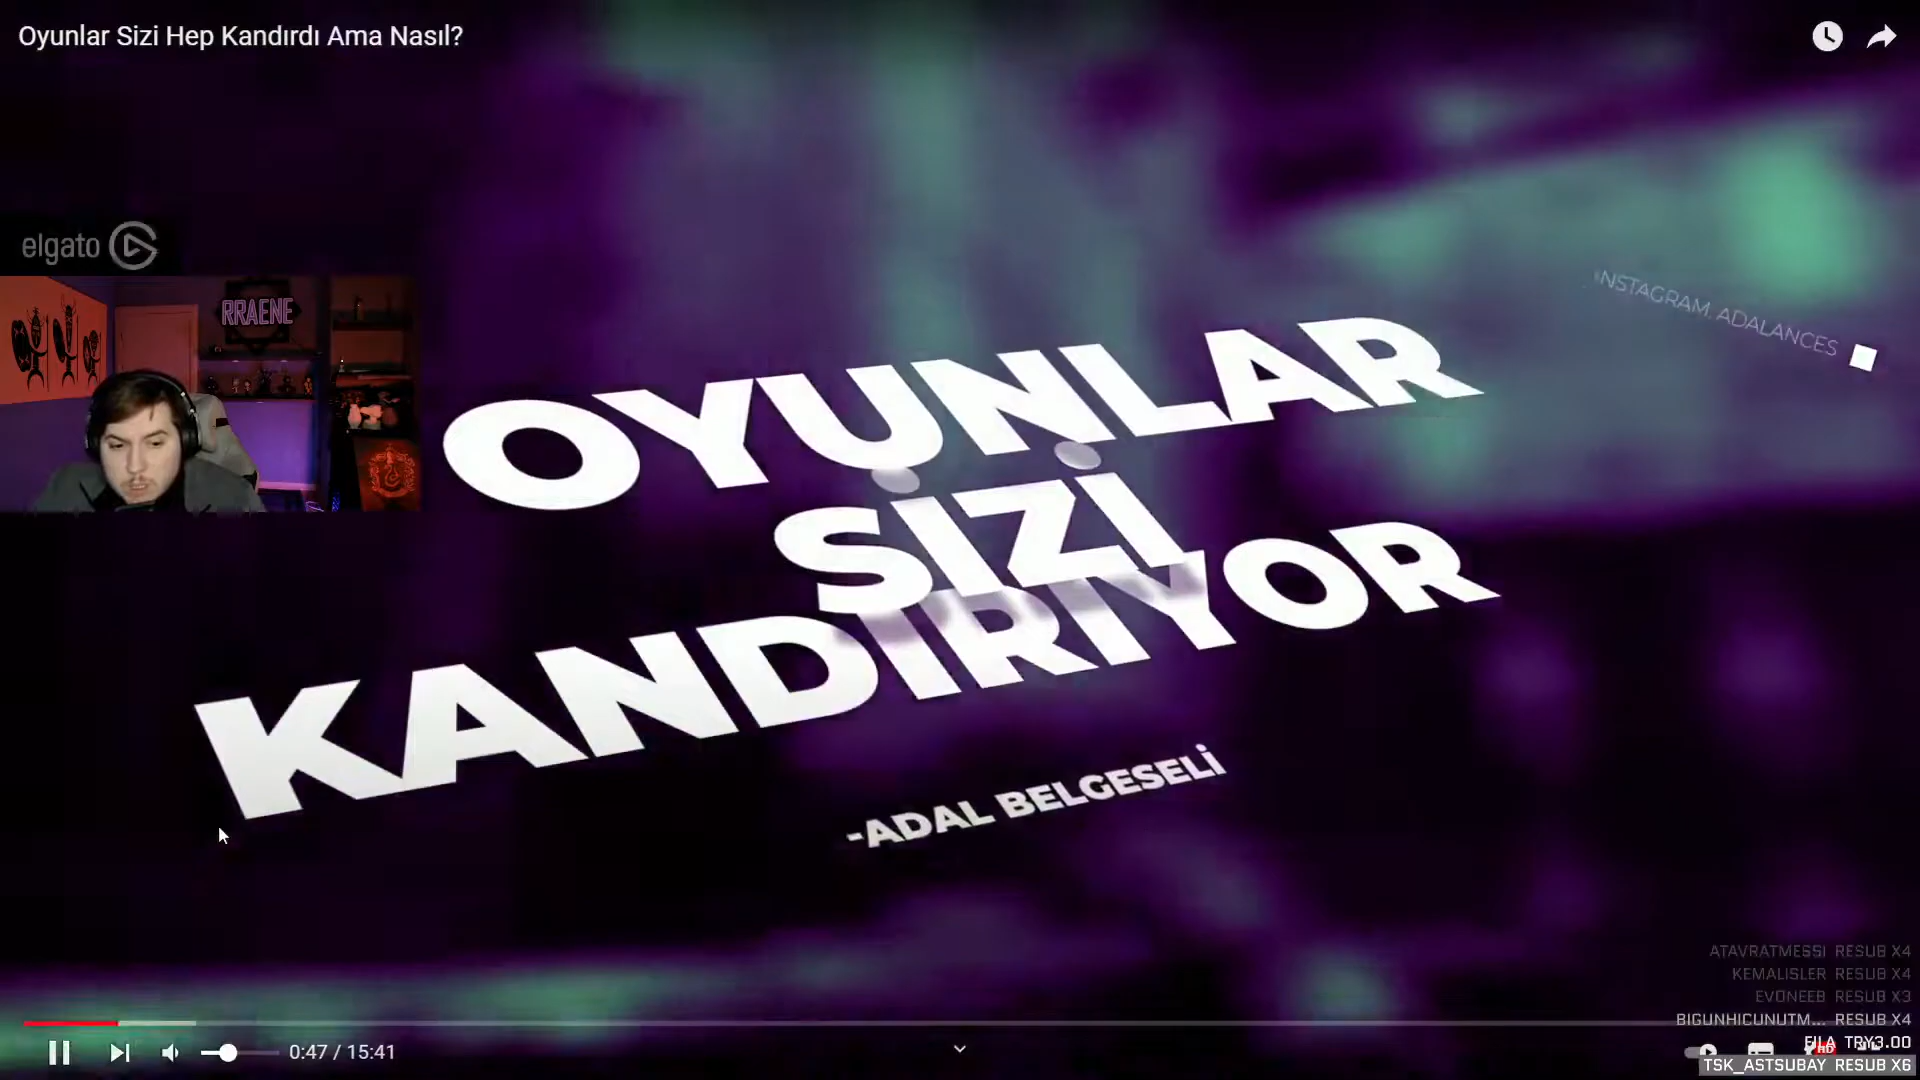 Oyunlar Sizi Hep Kandırdı Ama Nasıl?
elgato
RRAENE
INSTAGRAM: ADALANCES
OYUNLAR
SİZİ
KANDIRIYOR
-ADAL BELGESELİ
ATAVRATMESSI RESUB X4
KEMALISLER RESUB X4
EVONEEB RESUB X3
BIGUNHICUNUTM... RESUB X4
TRY3.00
HD
TSK_ASTSUBAY RESUB X6
0:47 / 15:41